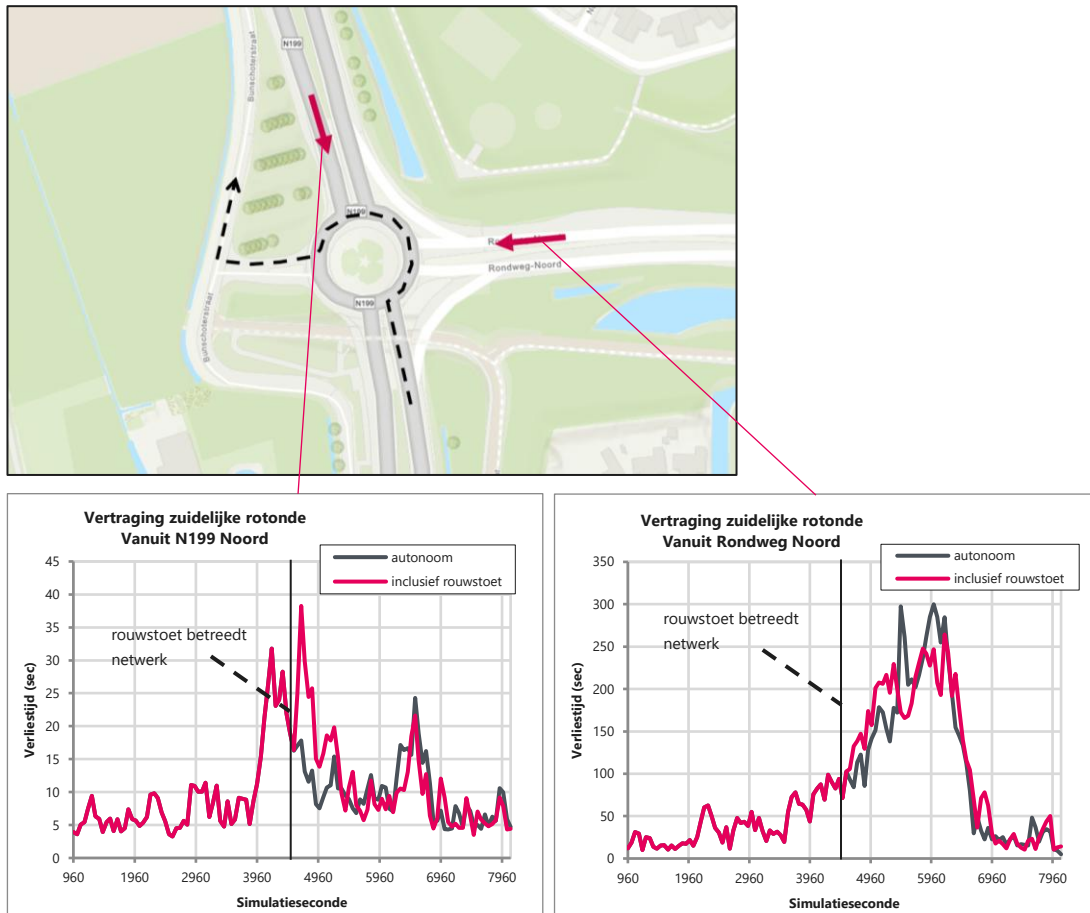 N199
Bunschoterstraat
N199
N199
Rondweg-Noord
N199
Bunschoterstraat
Vertraging zuidelijke rotonde
Vanuit N199 Noord
autonoom
inclusief rouwstoet
rouwstoet betreedt
netwerk
Verliestijd (sec)
45
40
35
30
25
20
15
10
5
0
960 1960 2960 3960 4960 5960 6960 7960
Simulatieseconde
Vertraging zuidelijke rotonde
Vanuit Rondweg Noord
autonoom
inclusief rouwstoet
rouwstoet betreedt
netwerk
Verliestijd (sec)
350
300
250
200
150
100
50
0
960 1960 2960 3960 4960 5960 6960 7960
Simulatieseconde